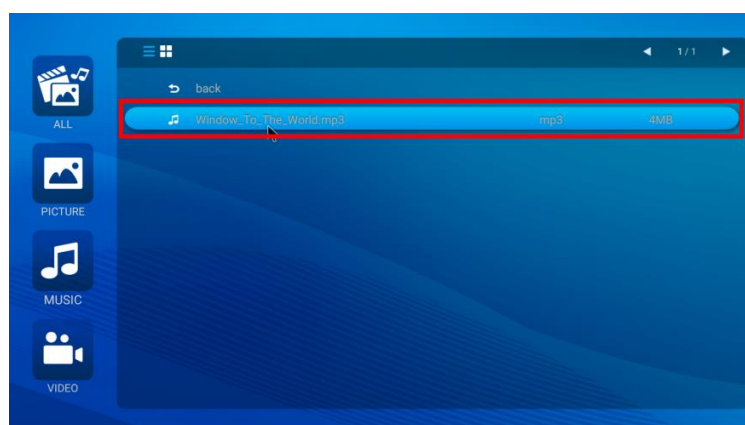 1/1
back
ALL
Window_To_The_World.mp3 mp3 4MB
PICTURE
MUSIC
VIDEO